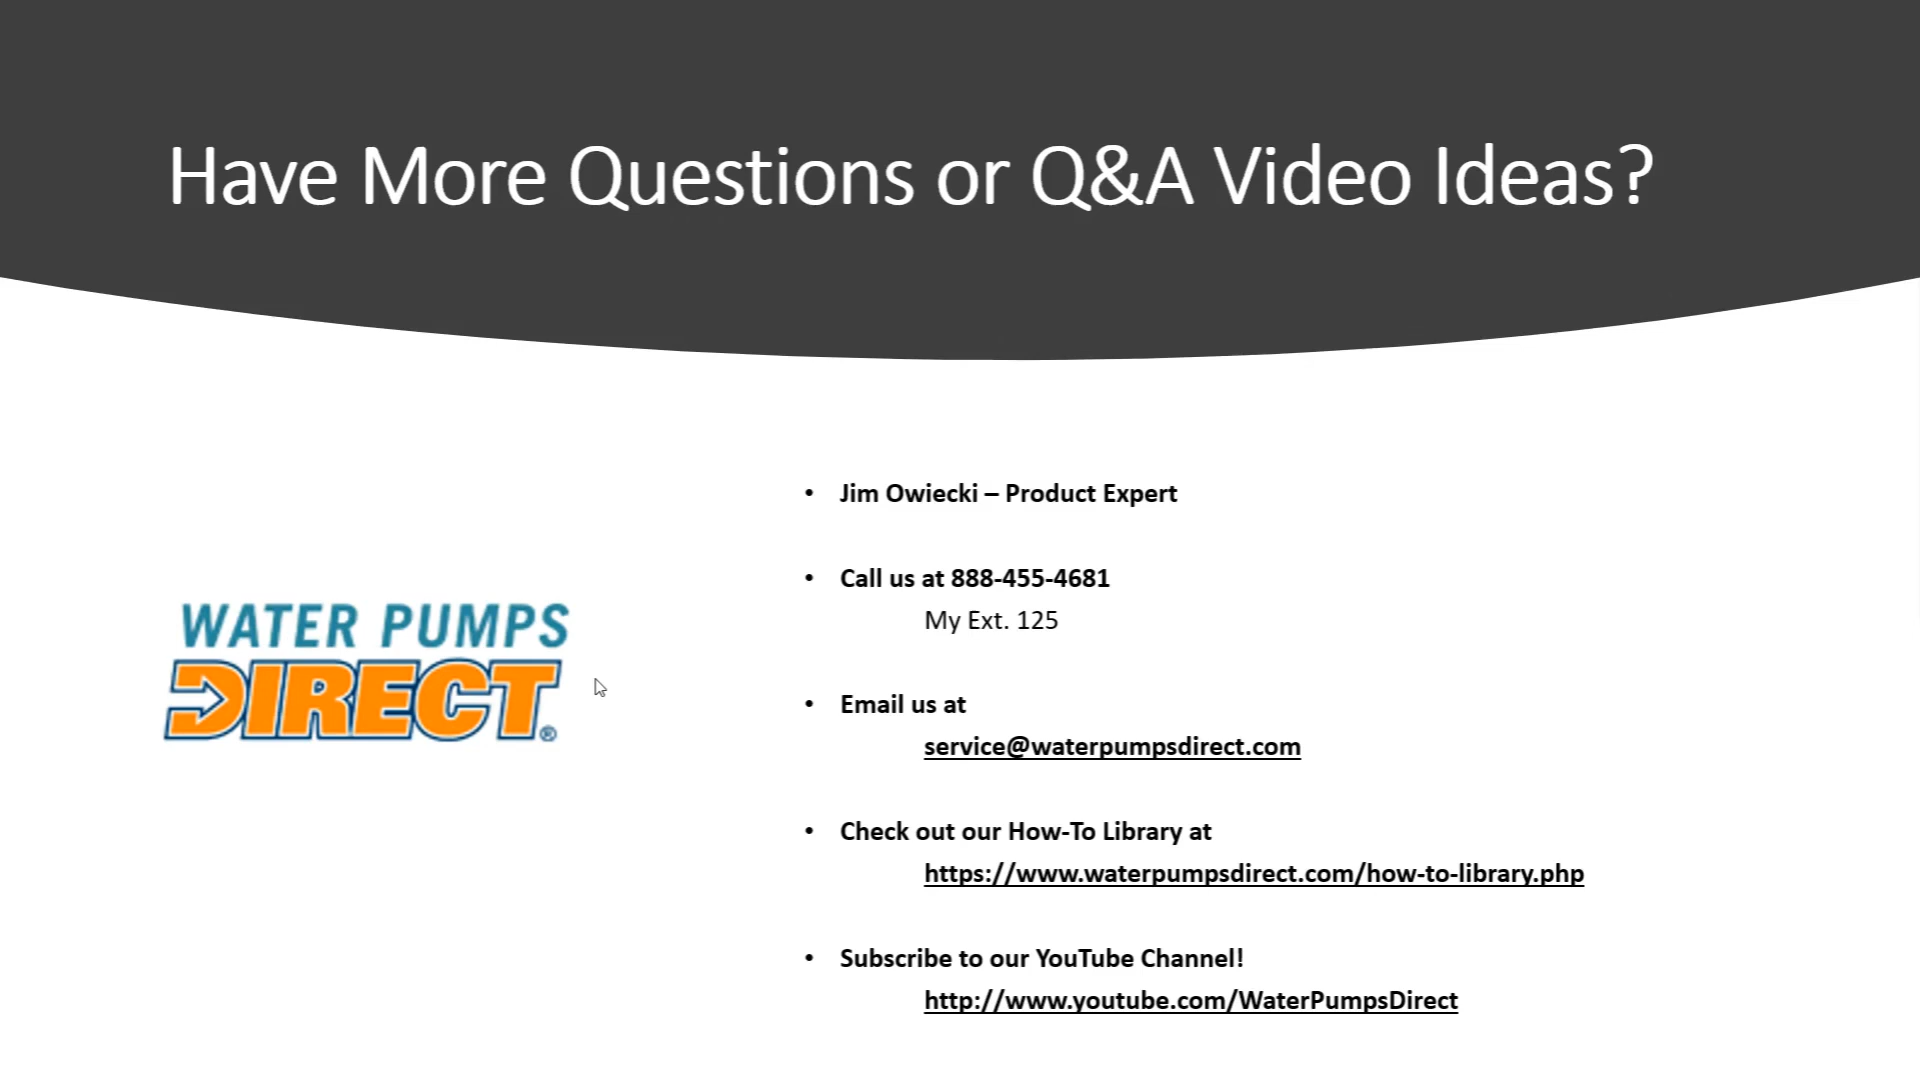 Have More Questions or Q&A Video Ideas?
WATER PUMPS
DIRECT®
• Jim Owiecki – Product Expert
• Call us at 888-455-4681
My Ext. 125
• Email us at
service@waterpumpsdirect.com
• Check out our How-To Library at
https://www.waterpumpsdirect.com/how-to-library.php
• Subscribe to our YouTube Channel!
http://www.youtube.com/WaterPumpsDirect